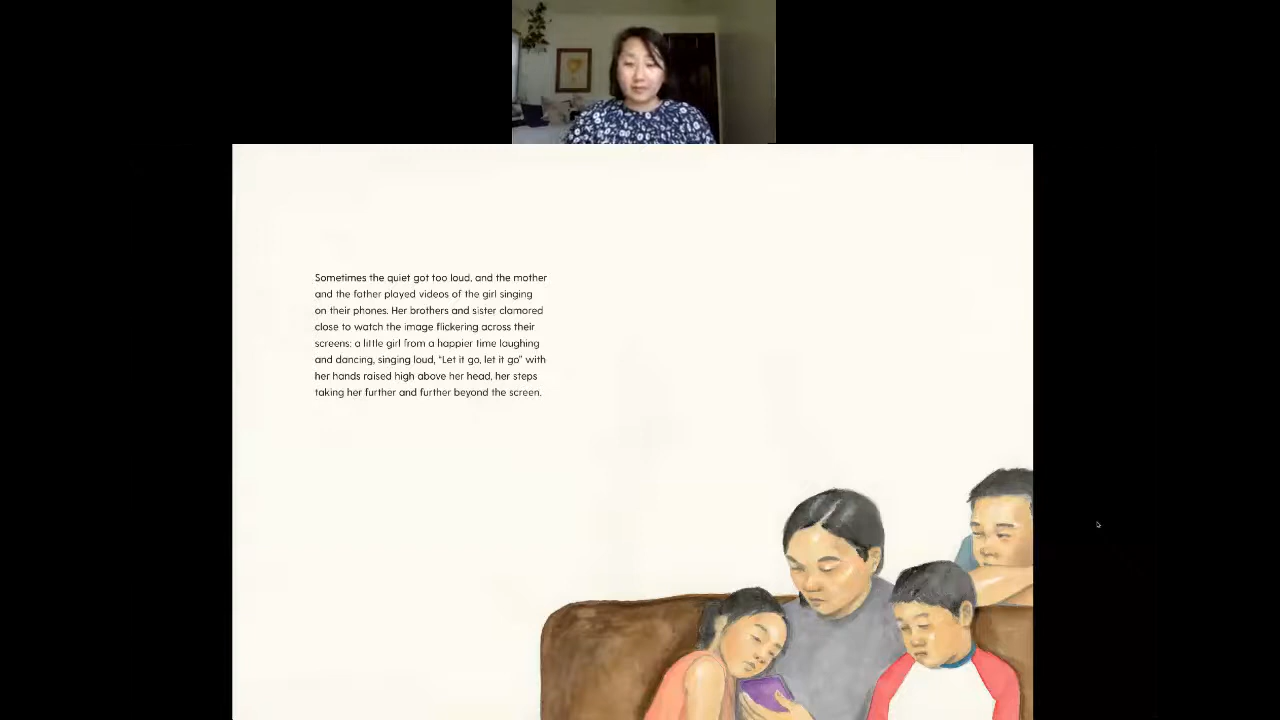 Sometimes the quiet got too loud, and the mother
and the father played videos of the girl singing
on their phones. Her brothers and sister clamored
close to watch the image flickering across their
screens: a little girl from a happier time laughing
and dancing, singing loud, “Let it go, let it go” with
her hands raised high above her head, her steps
taking her further and further beyond the screen.